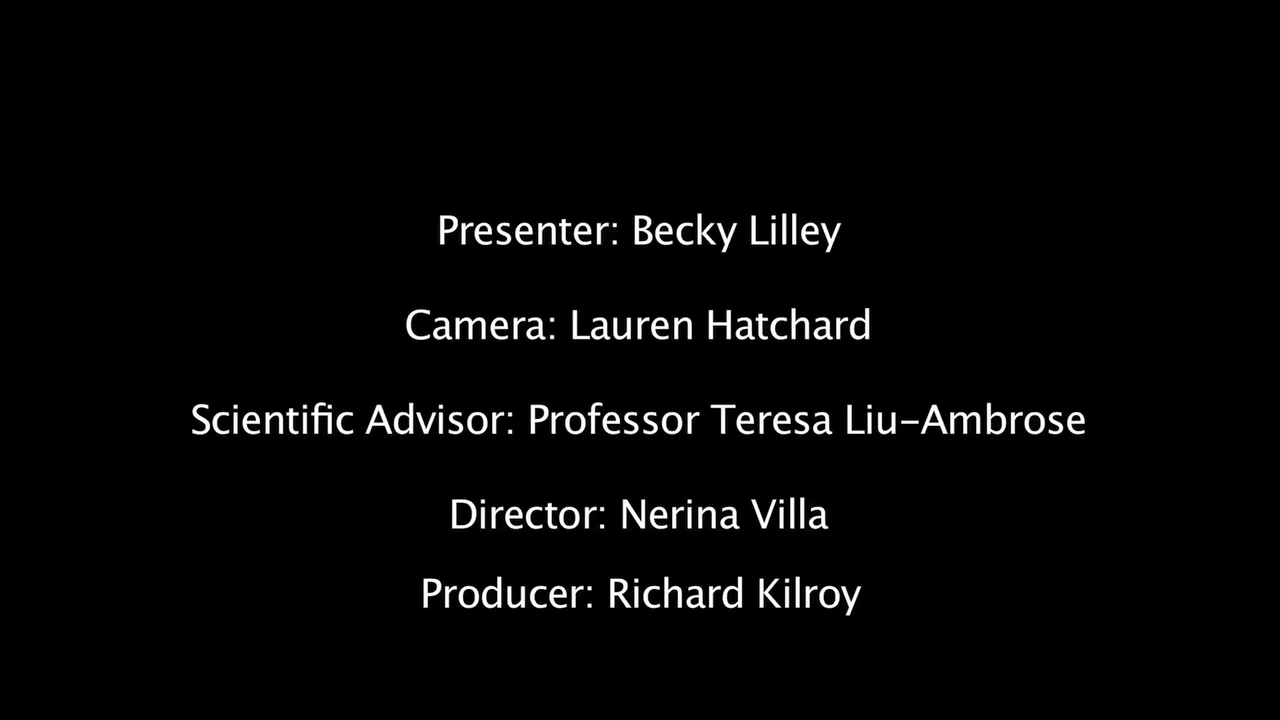 Presenter: Becky Lilley
Camera: Lauren Hatchard
Scientific Advisor: Professor Teresa Liu-Ambrose
Director: Nerina Villa
Producer: Richard Kilroy